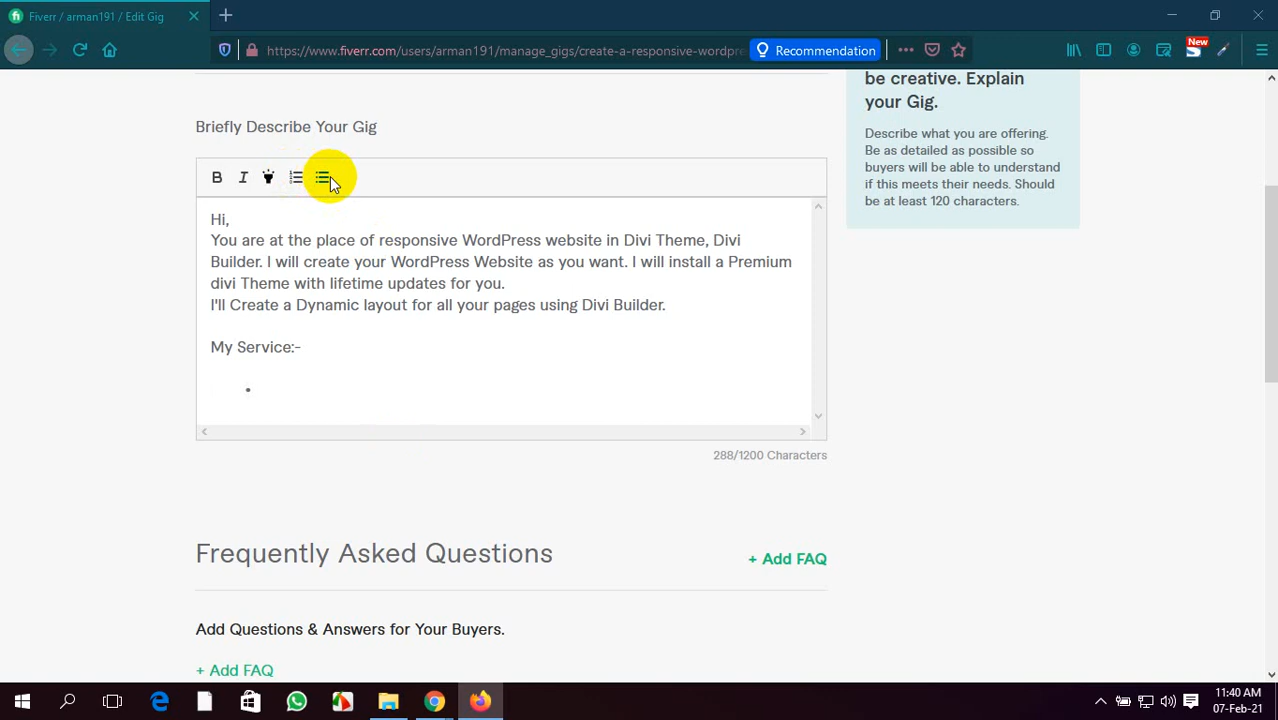 Fiverr / arman191 / Edit Gig
https://www.fiverr.com/users/arman191/manage_gigs/create-a-responsive-wordpr
Recommendation
New
be creative. Explain
your Gig.
Describe what you are offering.
Be as detailed as possible so
buyers will be able to understand
if this meets their needs. Should
be at least 120 characters.
Briefly Describe Your Gig
B I
Hi,
You are at the place of responsive WordPress website in Divi Theme, Divi
Builder. I will create your WordPress Website as you want. I will install a Premium
divi Theme with lifetime updates for you.
I'll Create a Dynamic layout for all your pages using Divi Builder.
My Service:-
•
288/1200 Characters
Frequently Asked Questions
+ Add FAQ
Add Questions & Answers for Your Buyers.
+ Add FAQ
11:40 AM
07-Feb-21